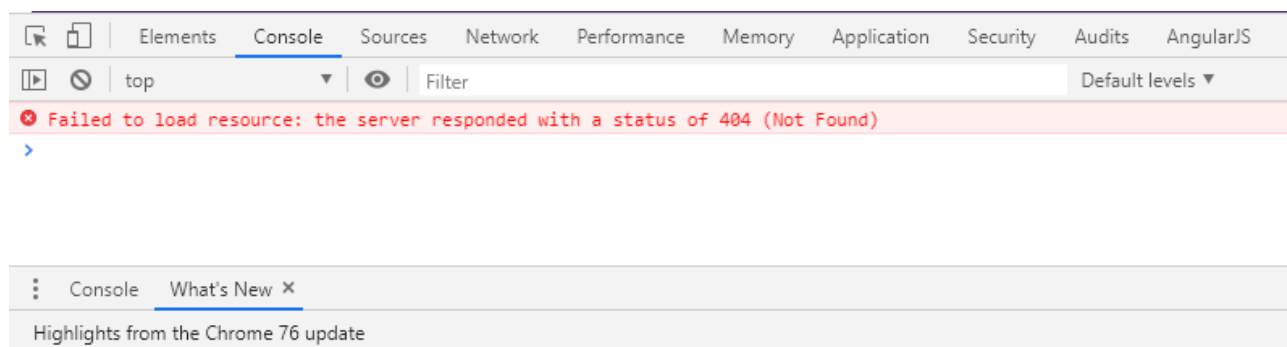 Elements Console Sources Network Performance Memory Application Security Audits AngularJS
top Filter Default levels
Failed to load resource: the server responded with a status of 404 (Not Found)
Console What's New
Highlights from the Chrome 76 update